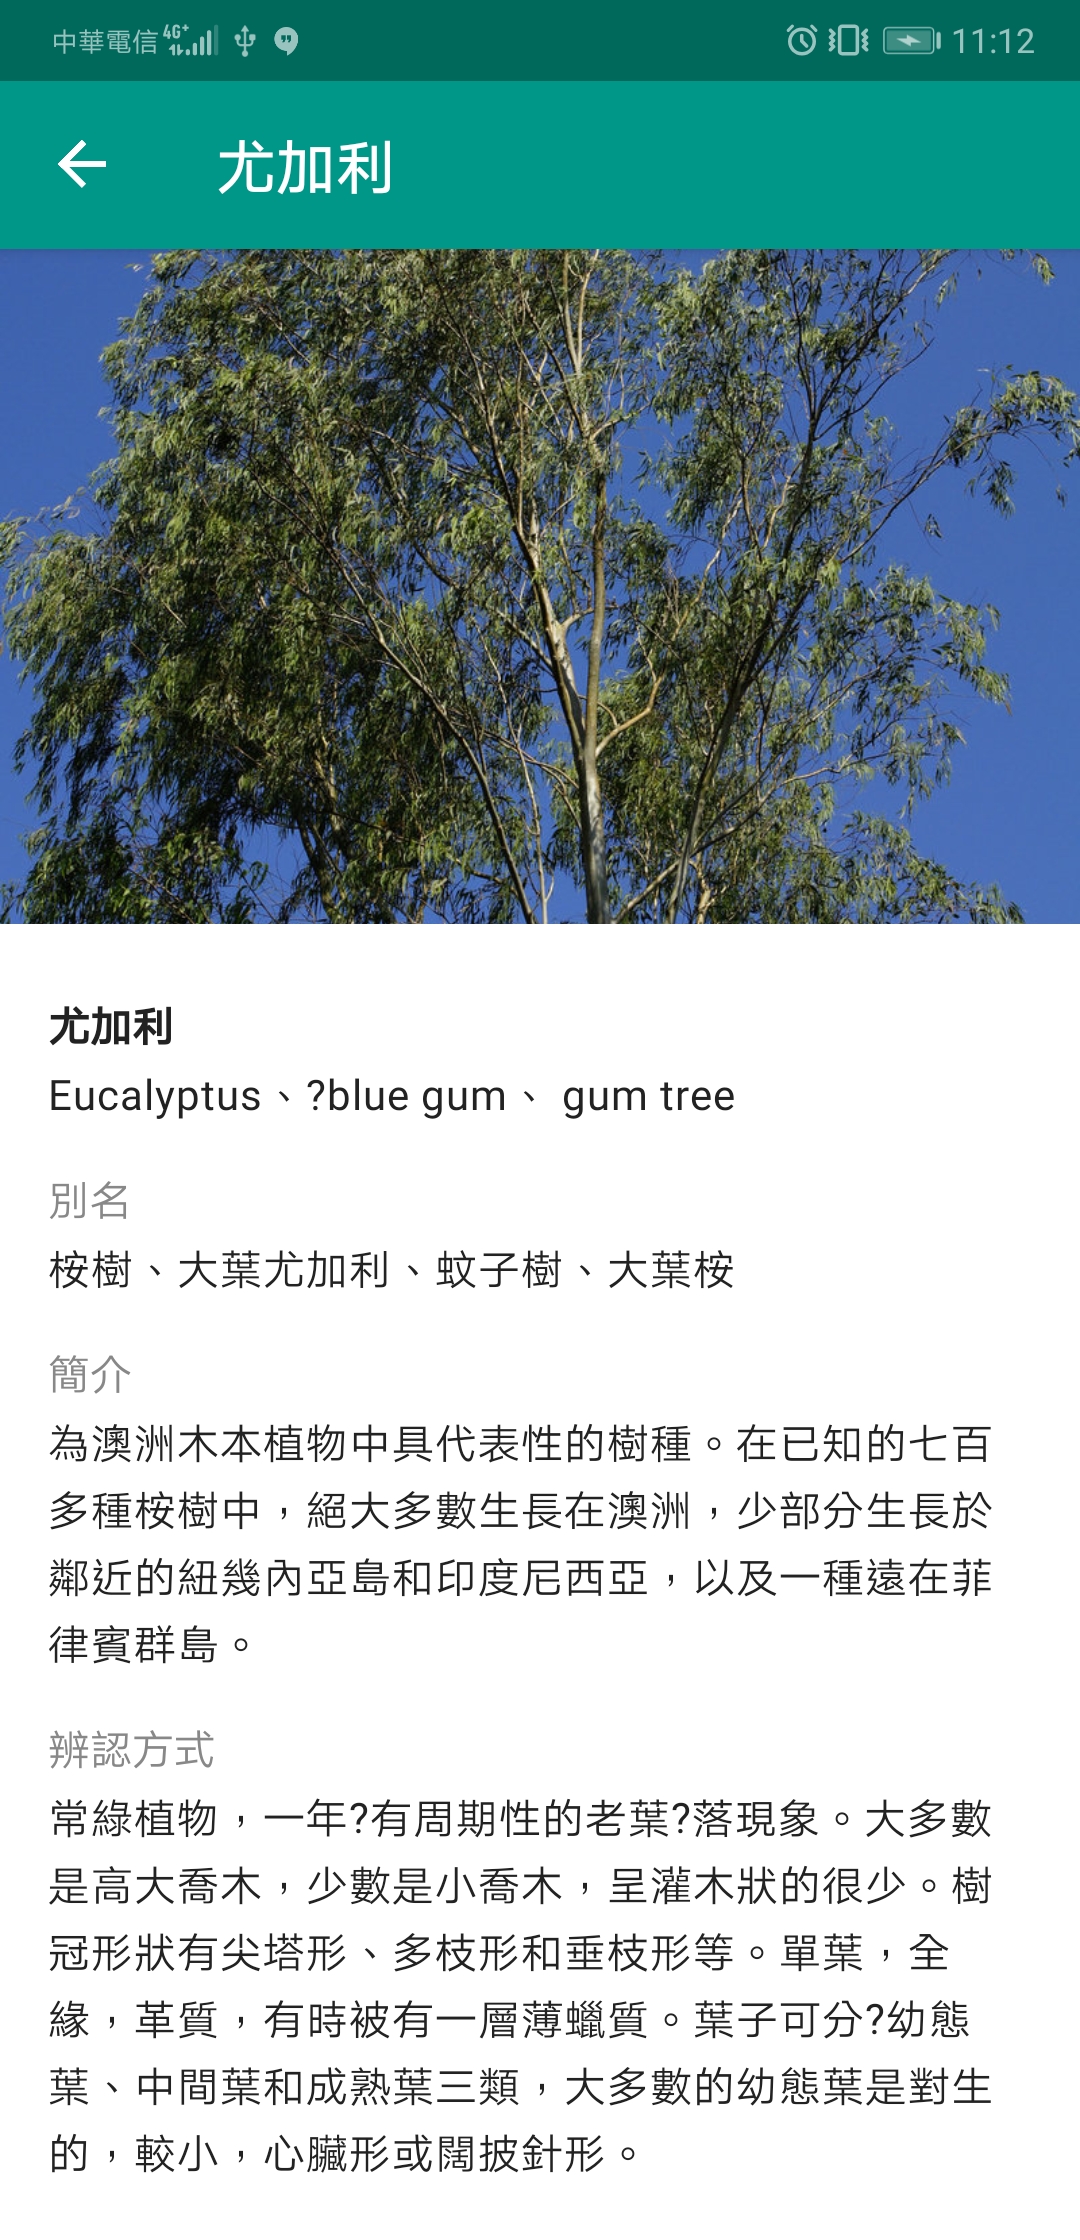 中華電信 4G+ 11:12
尤加利
尤加利
Eucalyptus、?blue gum、 gum tree
別名
桉樹、大葉尤加利、蚊子樹、大葉桉
簡介
為澳洲木本植物中具代表性的樹種。在已知的七百
多種桉樹中，絕大多數生長在澳洲，少部分生長於
鄰近的紐幾內亞島和印度尼西亞，以及一種遠在菲
律賓群島。
辨認方式
常綠植物，一年?有周期性的老葉?落現象。大多數
是高大喬木，少數是小喬木，呈灌木狀的很少。樹
冠形狀有尖塔形、多枝形和垂枝形等。單葉，全
緣，革質，有時被有一層薄蠟質。葉子可分?幼態
葉、中間葉和成熟葉三類，大多數的幼態葉是對生
的，較小，心臟形或闊披針形。